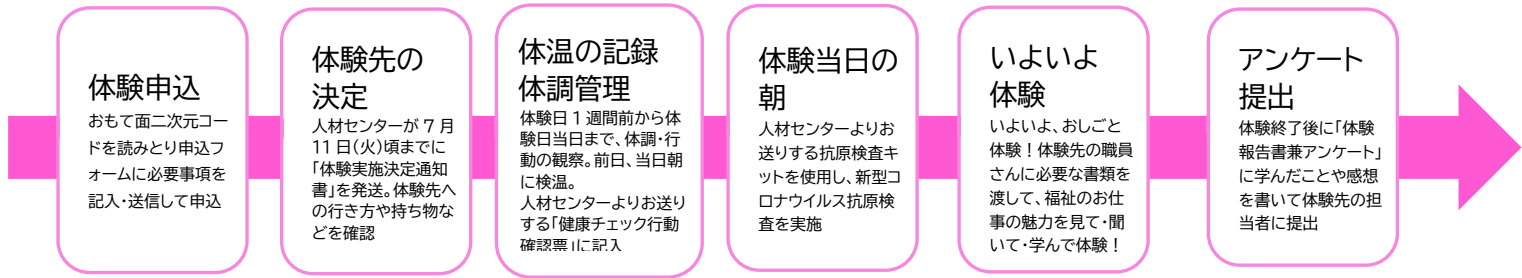 体験申込
おもて面二次元コー
ドを読みとり申込フ
ォームに必要事項を
記入・送信して申込
体験先の
決定
人材センターが7月
11日(火)頃までに
「体験実施決定通知
書」を発送。体験先へ
の行き方や持ち物な
どを確認
体温の記録
体調管理
体験日1週間前から体
験日当日まで、体調・行
動の観察。前日、当日朝
に検温。
人材センターよりお送り
する「健康チェック行動
確認票」に記入
体験当日の
朝
人材センターよりお
送りする抗原検査キ
ットを使用し、新型コ
ロナウイルス抗原検
査を実施
いよいよ
体験
いよいよ、おしごと
体験！体験先の職員
さんに必要な書類を
渡して、福祉のお仕
事の魅力を見て・聞
いて・学んで体験！
アンケート
提出
体験終了後に「体験
報告書兼アンケート」
に学んだことや感想
を書いて体験先の担
当者に提出